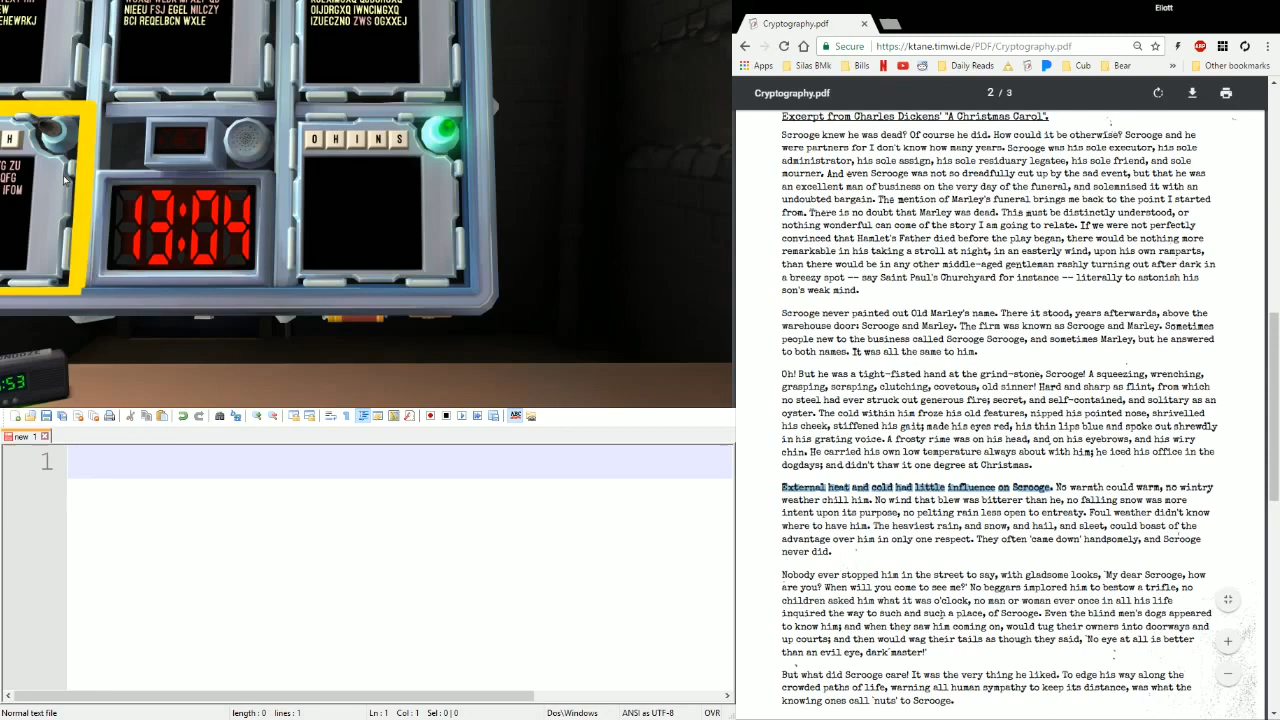 Eliott
Cryptography.pdf
Secure
https://ktane.timwi.de/PDF/Cryptography.pdf
Apps
Silas BMk
Bills
Daily Reads
Cub
Bear
Other bookmarks
Cryptography.pdf
2 / 3
NIEEU FSJ EGEL NILCZY
BCI REQELBCN WXLE
OIJDRGXQ IWNCIMGXQ
IZUECZNO ZWS OGXXEJ
H
G ZU
QFG
IFOM
O H I N S
13:04
:53
Excerpt from Charles Dickens' "A Christmas Carol".
Scrooge knew he was dead? Of course he did. How could it be otherwise? Scrooge and he
were partners for I don't know how many years. Scrooge was his sole executor, his sole
administrator, his sole assign, his sole residuary legatee, his sole friend, and sole
mourner. And even Scrooge was not so dreadfully cut up by the sad event, but that he was
an excellent man of business on the very day of the funeral, and solemnised it with an
undoubted bargain. The mention of Marley's funeral brings me back to the point I started
from. There is no doubt that Marley was dead. This must be distinctly understood, or
nothing wonderful can come of the story I am going to relate. If we were not perfectly
convinced that Hamlet's Father died before the play began, there would be nothing more
remarkable in his taking a stroll at night, in an easterly wind, upon his own ramparts,
than there would be in any other middle-aged gentleman rashly turning out after dark in
a breezy spot -- say Saint Paul's Churchyard for instance -- literally to astonish his
son's weak mind.
Scrooge never painted out Old Marley's name. There it stood, years afterwards, above the
warehouse door: Scrooge and Marley. The firm was known as Scrooge and Marley. Sometimes
people new to the business called Scrooge Scrooge, and sometimes Marley, but he answered
to both names. It was all the same to him.
Oh! But he was a tight-fisted hand at the grind-stone, Scrooge! A squeezing, wrenching,
grasping, scraping, clutching, covetous, old sinner! Hard and sharp as flint, from which
no steel had ever struck out generous fire; secret, and self-contained, and solitary as an
oyster. The cold within him froze his old features, nipped his pointed nose, shrivelled
his cheek, stiffened his gait; made his eyes red, his thin lips blue and spoke out shrewdly
in his grating voice. A frosty rime was on his head, and on his eyebrows, and his wiry
chin. He carried his own low temperature always about with him; he iced his office in the
dogdays; and didn't thaw it one degree at Christmas.
External heat and cold had little influence on Scrooge. No warmth could warm, no wintry
weather chill him. No wind that blew was bitterer than he, no falling snow was more
intent upon its purpose, no pelting rain less open to entreaty. Foul weather didn't know
where to have him. The heaviest rain, and snow, and hail, and sleet, could boast of the
advantage over him in only one respect. They often 'came down' handsomely, and Scrooge
never did.
Nobody ever stopped him in the street to say, with gladsome looks, 'My dear Scrooge, how
are you? When will you come to see me?' No beggars implored him to bestow a trifle, no
children asked him what it was o'clock, no man or woman ever once in all his life
inquired the way to such and such a place, of Scrooge. Even the blind men's dogs appeared
to know him; and when they saw him coming on, would tug their owners into doorways and
up courts; and then would wag their tails as though they said, 'No eye at all is better
than an evil eye, dark master!'
But what did Scrooge care! It was the very thing he liked. To edge his way along the
crowded paths of life, warning all human sympathy to keep its distance, was what the
knowing ones call 'nuts' to Scrooge.
new 1
1
Normal text file
length : 0 lines : 1
Ln : 1 Col : 1 Sel : 0 | 0
Dos\Windows
ANSI as UTF-8
OVR